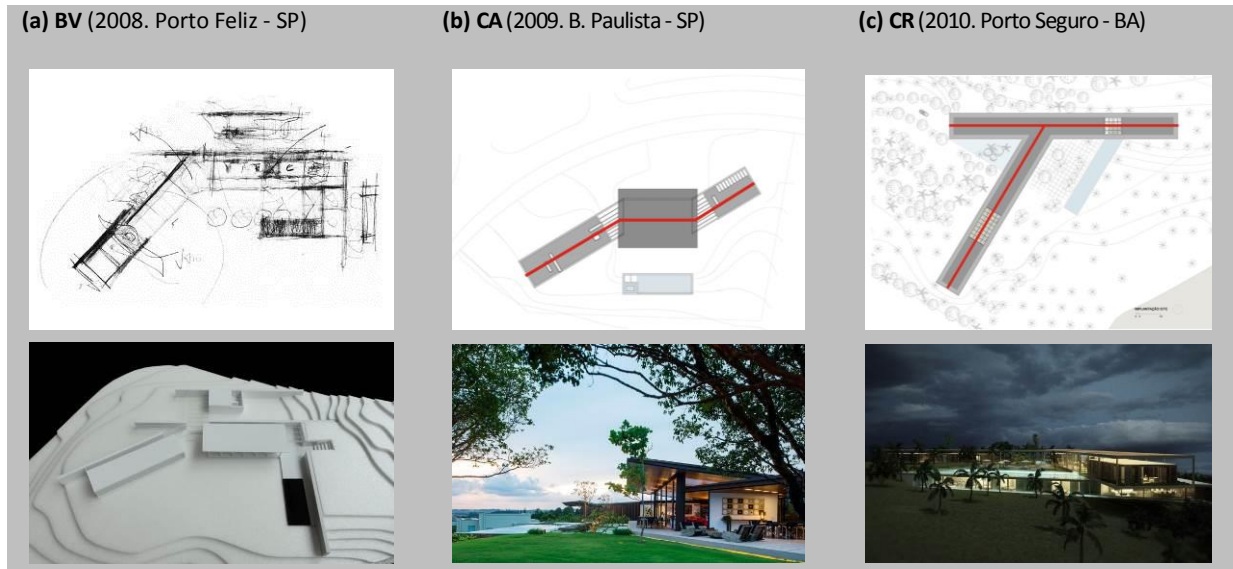 (a) BV (2008. Porto Feliz - SP)
(b) CA (2009. B. Paulista - SP)
(c) CR (2010. Porto Seguro - BA)